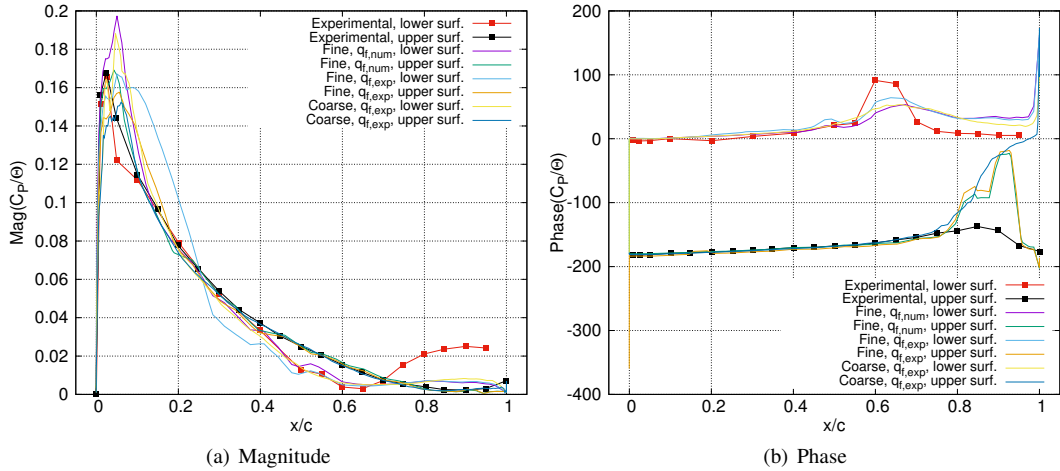 0.2
0.18
0.16
0.14
0.12
0.1
0.08
0.06
0.04
0.02
0
Mag(C_P/Θ)
0 0.2 0.4 0.6 0.8 1
x/c
Experimental, lower surf.
Experimental, upper surf.
Fine, q_f,num, lower surf.
Fine, q_f,num, upper surf.
Fine, q_f,exp, lower surf.
Fine, q_f,exp, upper surf.
Coarse, q_f,exp, lower surf.
Coarse, q_f,exp, upper surf.
(a) Magnitude
200
100
0
-100
-200
-300
-400
Phase(C_P/Θ)
0 0.2 0.4 0.6 0.8 1
x/c
Experimental, lower surf.
Experimental, upper surf.
Fine, q_f,num, lower surf.
Fine, q_f,num, upper surf.
Fine, q_f,exp, lower surf.
Fine, q_f,exp, upper surf.
Coarse, q_f,exp, lower surf.
Coarse, q_f,exp, upper surf.
(b) Phase